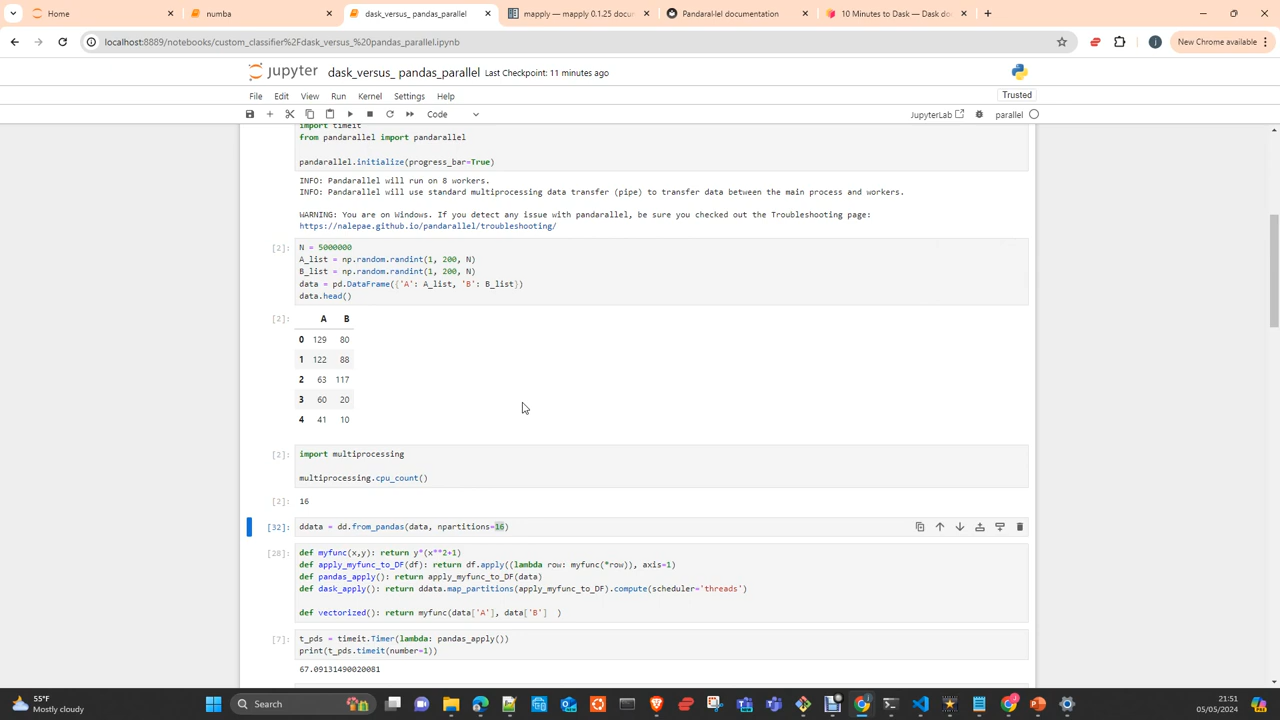 Home
numba
dask_versus_pandas_parallel
mapply — mapply 0.1.25 docu
Pandaral·lel documentation
10 Minutes to Dask — Dask do
localhost:8889/notebooks/custom_classifier%2Fdask_versus_%20pandas_parallel.ipynb
New Chrome available
jupyter
dask_versus_ pandas_parallel Last Checkpoint: 11 minutes ago
File Edit View Run Kernel Settings Help
Trusted
Code
JupyterLab
parallel
import timeit
from pandarallel import pandarallel
pandarallel.initialize(progress_bar=True)
INFO: Pandarallel will run on 8 workers.
INFO: Pandarallel will use standard multiprocessing data transfer (pipe) to transfer data between the main process and workers.
WARNING: You are on Windows. If you detect any issue with pandarallel, be sure you checked out the Troubleshooting page:
https://nalepae.github.io/pandarallel/troubleshooting/
[2]: N = 5000000
A_list = np.random.randint(1, 200, N)
B_list = np.random.randint(1, 200, N)
data = pd.DataFrame({'A': A_list, 'B': B_list})
data.head()
[2]: A B
0 129 80
1 122 88
2 63 117
3 60 20
4 41 10
[2]: import multiprocessing
multiprocessing.cpu_count()
[2]: 16
[32]: ddata = dd.from_pandas(data, npartitions=16)
[28]: def myfunc(x,y): return y*(x**2+1)
def apply_myfunc_to_DF(df): return df.apply((lambda row: myfunc(*row)), axis=1)
def pandas_apply(): return apply_myfunc_to_DF(data)
def dask_apply(): return ddata.map_partitions(apply_myfunc_to_DF).compute(scheduler='threads')
def vectorized(): return myfunc(data['A'], data['B'] )
[7]: t_pds = timeit.Timer(lambda: pandas_apply())
print(t_pds.timeit(number=1))
67.09131490020081
55°F
Mostly cloudy
Search
21:51
05/05/2024